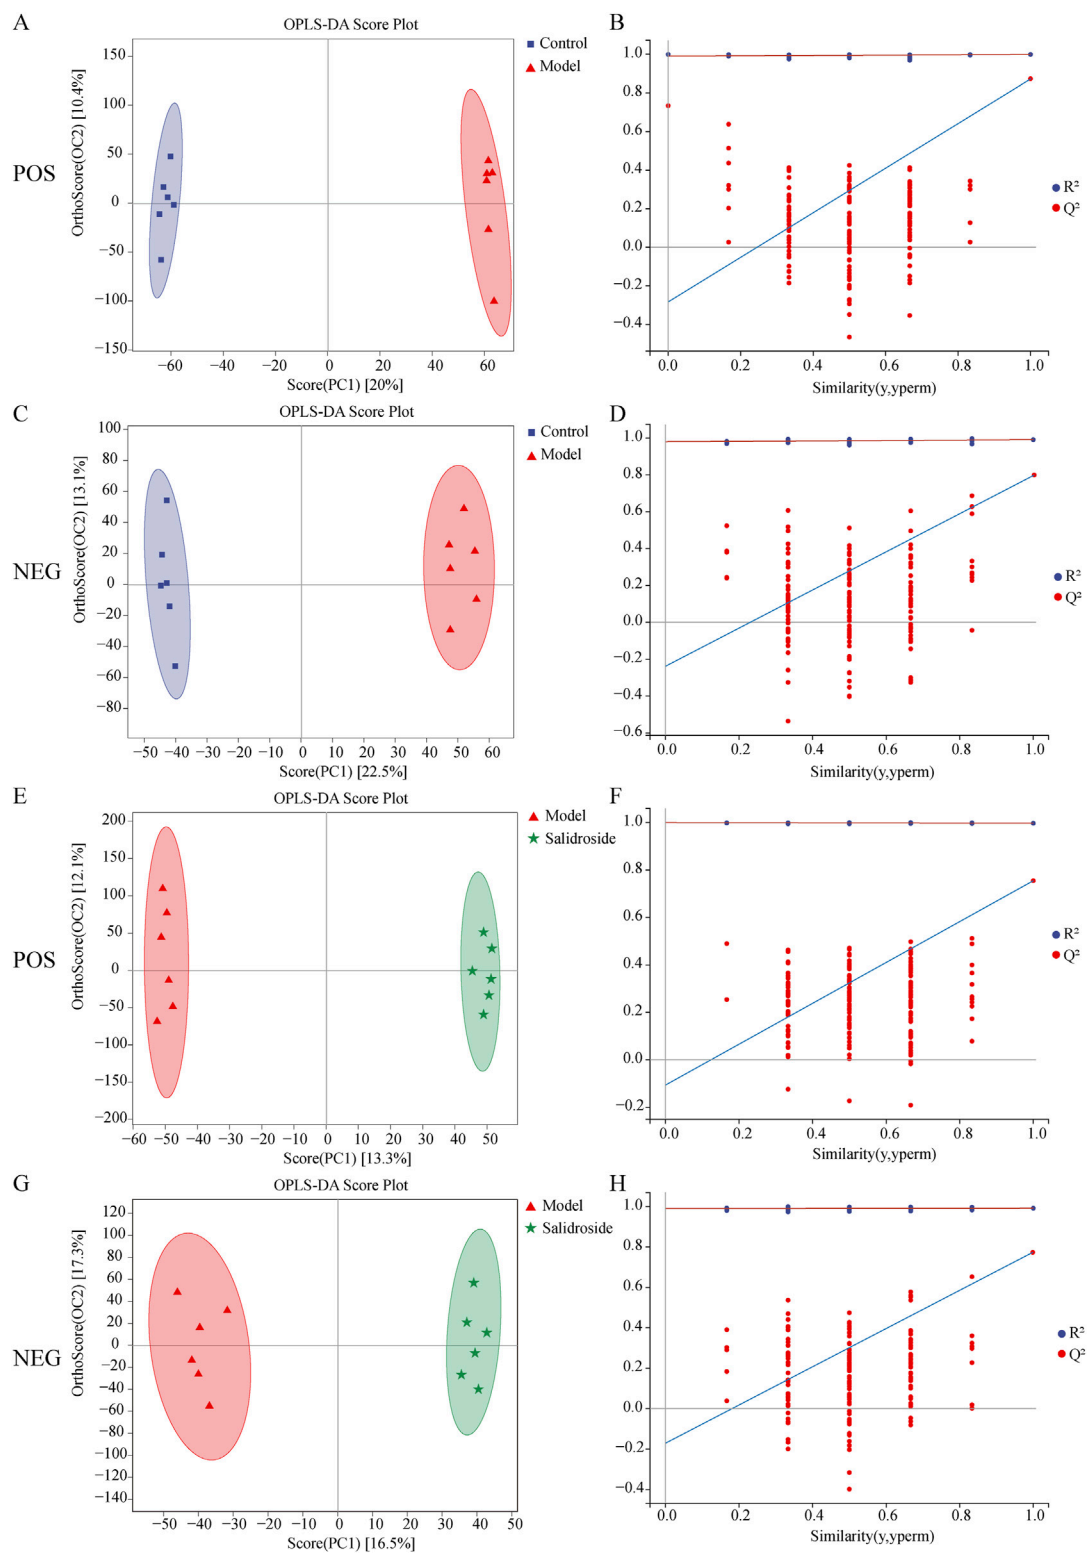 A
OPLS-DA Score Plot
Control
Model
POS
OrthoScore(OC2) [10.4%]
150
100
50
0
−50
−100
−150
−60 −40 −20 0 20 40 60
Score(PC1) [20%]
B
1.0
0.8
0.6
0.4
0.2
0.0
−0.2
−0.4
0.0 0.2 0.4 0.6 0.8 1.0
Similarity(y,yperm)
R²
Q²
C
OPLS-DA Score Plot
Control
Model
NEG
OrthoScore(OC2) [13.1%]
100
80
60
40
20
0
−20
−40
−60
−80
−50 −40 −30 −20 −10 0 10 20 30 40 50 60
Score(PC1) [22.5%]
D
1.0
0.8
0.6
0.4
0.2
0.0
−0.2
−0.4
−0.6
0.0 0.2 0.4 0.6 0.8 1.0
Similarity(y,yperm)
R²
Q²
E
OPLS-DA Score Plot
Model
Salidroside
POS
OrthoScore(OC2) [12.1%]
200
150
100
50
0
−50
−100
−150
−200
−60 −50 −40 −30 −20 −10 0 10 20 30 40 50
Score(PC1) [13.3%]
F
1.0
0.8
0.6
0.4
0.2
0.0
−0.2
0.0 0.2 0.4 0.6 0.8 1.0
Similarity(y,yperm)
R²
Q²
G
OPLS-DA Score Plot
Model
Salidroside
NEG
OrthoScore(OC2) [17.3%]
120
100
80
60
40
20
0
−20
−40
−60
−80
−100
−120
−140
−50 −40 −30 −20 −10 0 10 20 30 40 50
Score(PC1) [16.5%]
H
1.0
0.8
0.6
0.4
0.2
0.0
−0.2
−0.4
0.0 0.2 0.4 0.6 0.8 1.0
Similarity(y,yperm)
R²
Q²